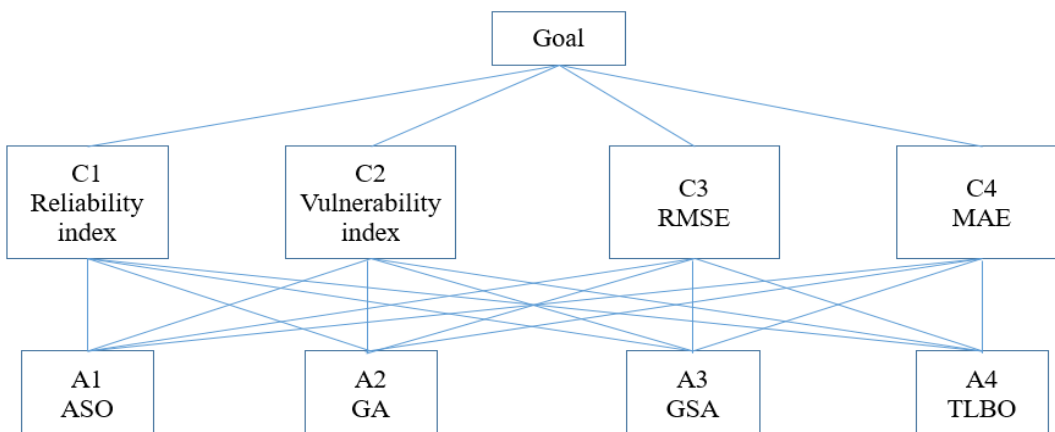 Goal
C1
Reliability
index
C2
Vulnerability
index
C3
RMSE
C4
MAE
A1
ASO
A2
GA
A3
GSA
A4
TLBO